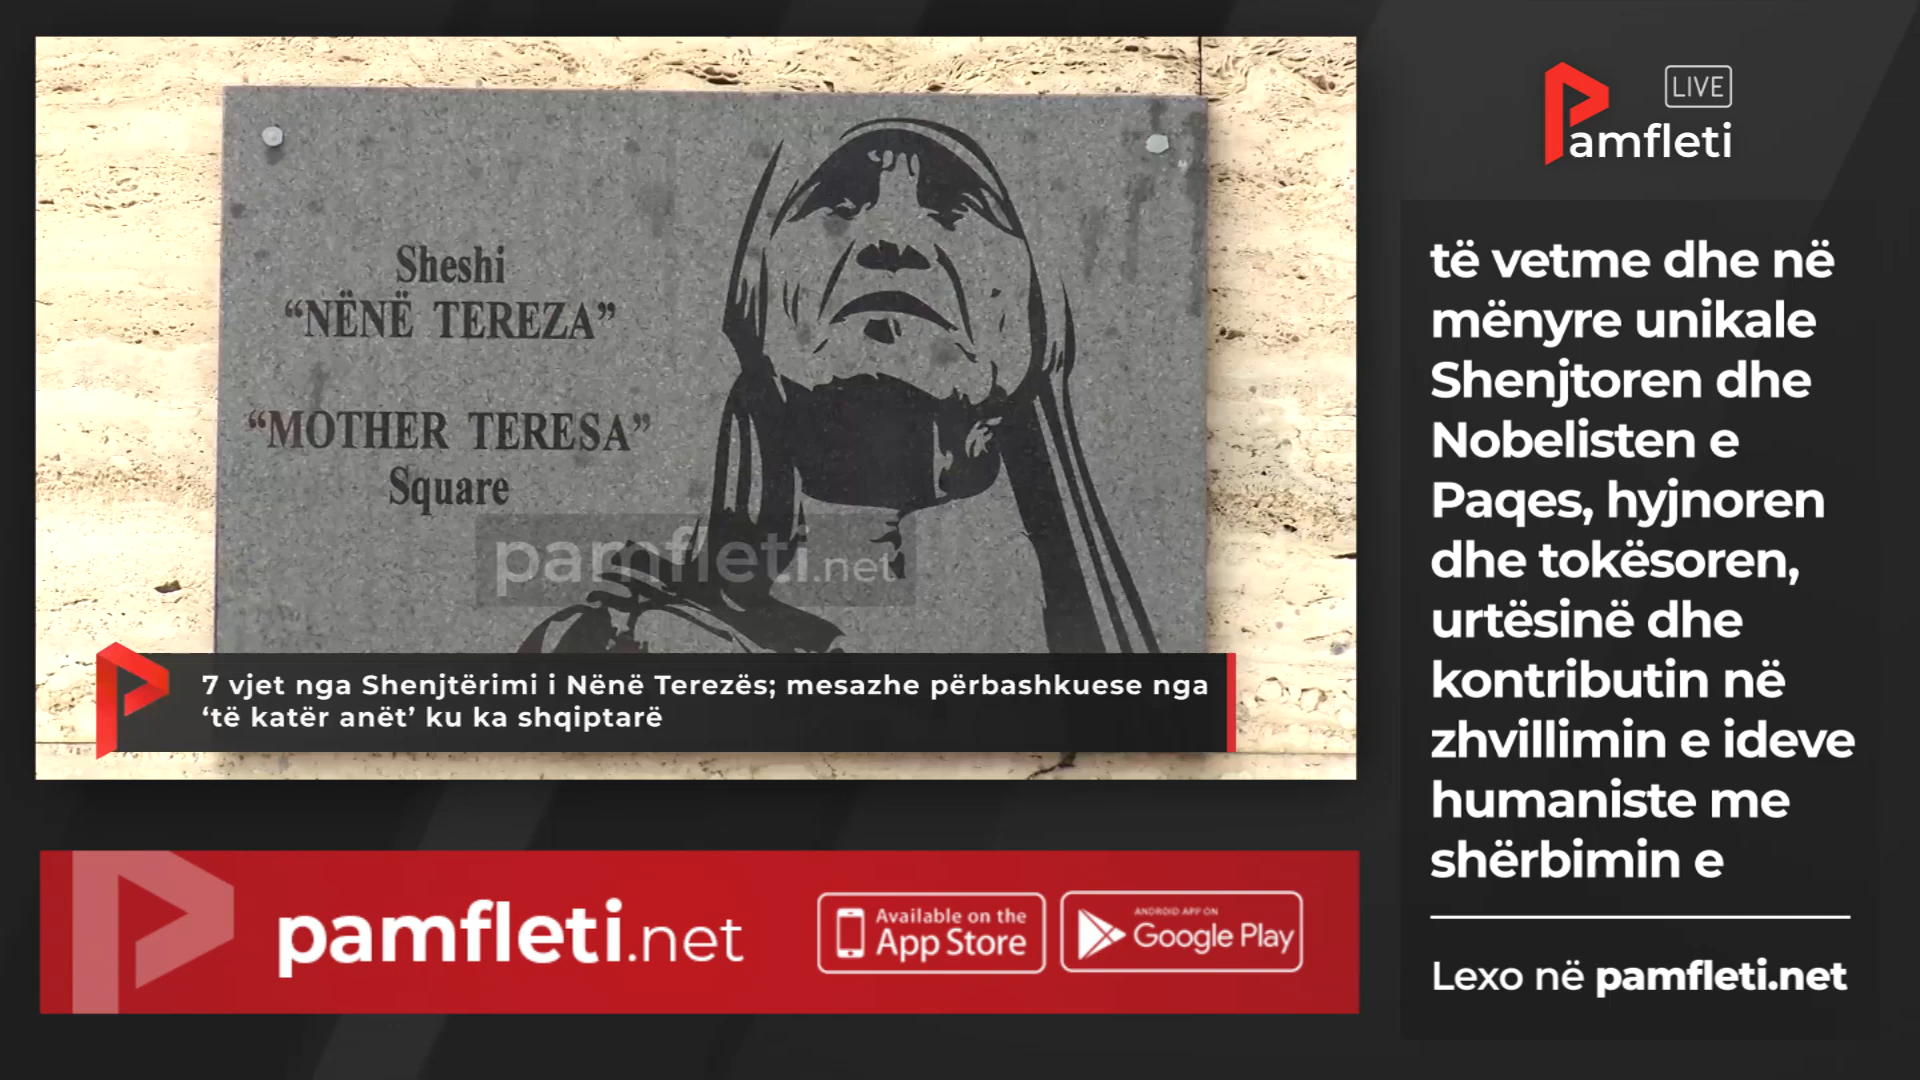 Sheshi
“NËNË TEREZA”
“MOTHER TERESA”
Square
pamfleti.net
7 vjet nga Shenjtërimi i Nënë Terezës; mesazhe përbashkuese nga
‘të katër anët’ ku ka shqiptarë
pamfleti.net
Available on the
App Store
ANDROID APP ON
Google Play
LIVE
Pamfleti
të vetme dhe në
mënyre unikale
Shenjtoren dhe
Nobelisten e
Paqes, hyjnoren
dhe tokësoren,
urtësinë dhe
kontributin në
zhvillimin e ideve
humaniste me
shërbimin e
Lexo në pamfleti.net